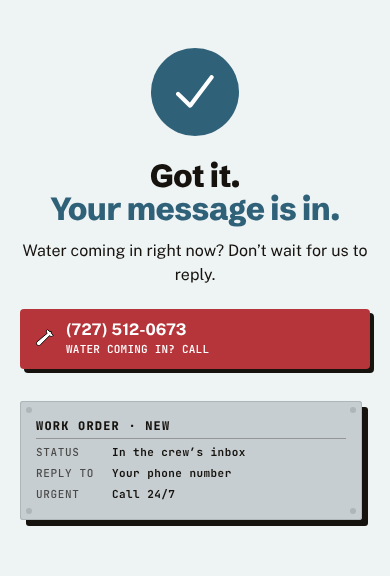 Got it.
Your message is in.
Water coming in right now? Don’t wait for us to
reply.
(727) 512-0673
WATER COMING IN? CALL
WORK ORDER · NEW
STATUS In the crew’s inbox
REPLY TO Your phone number
URGENT Call 24/7